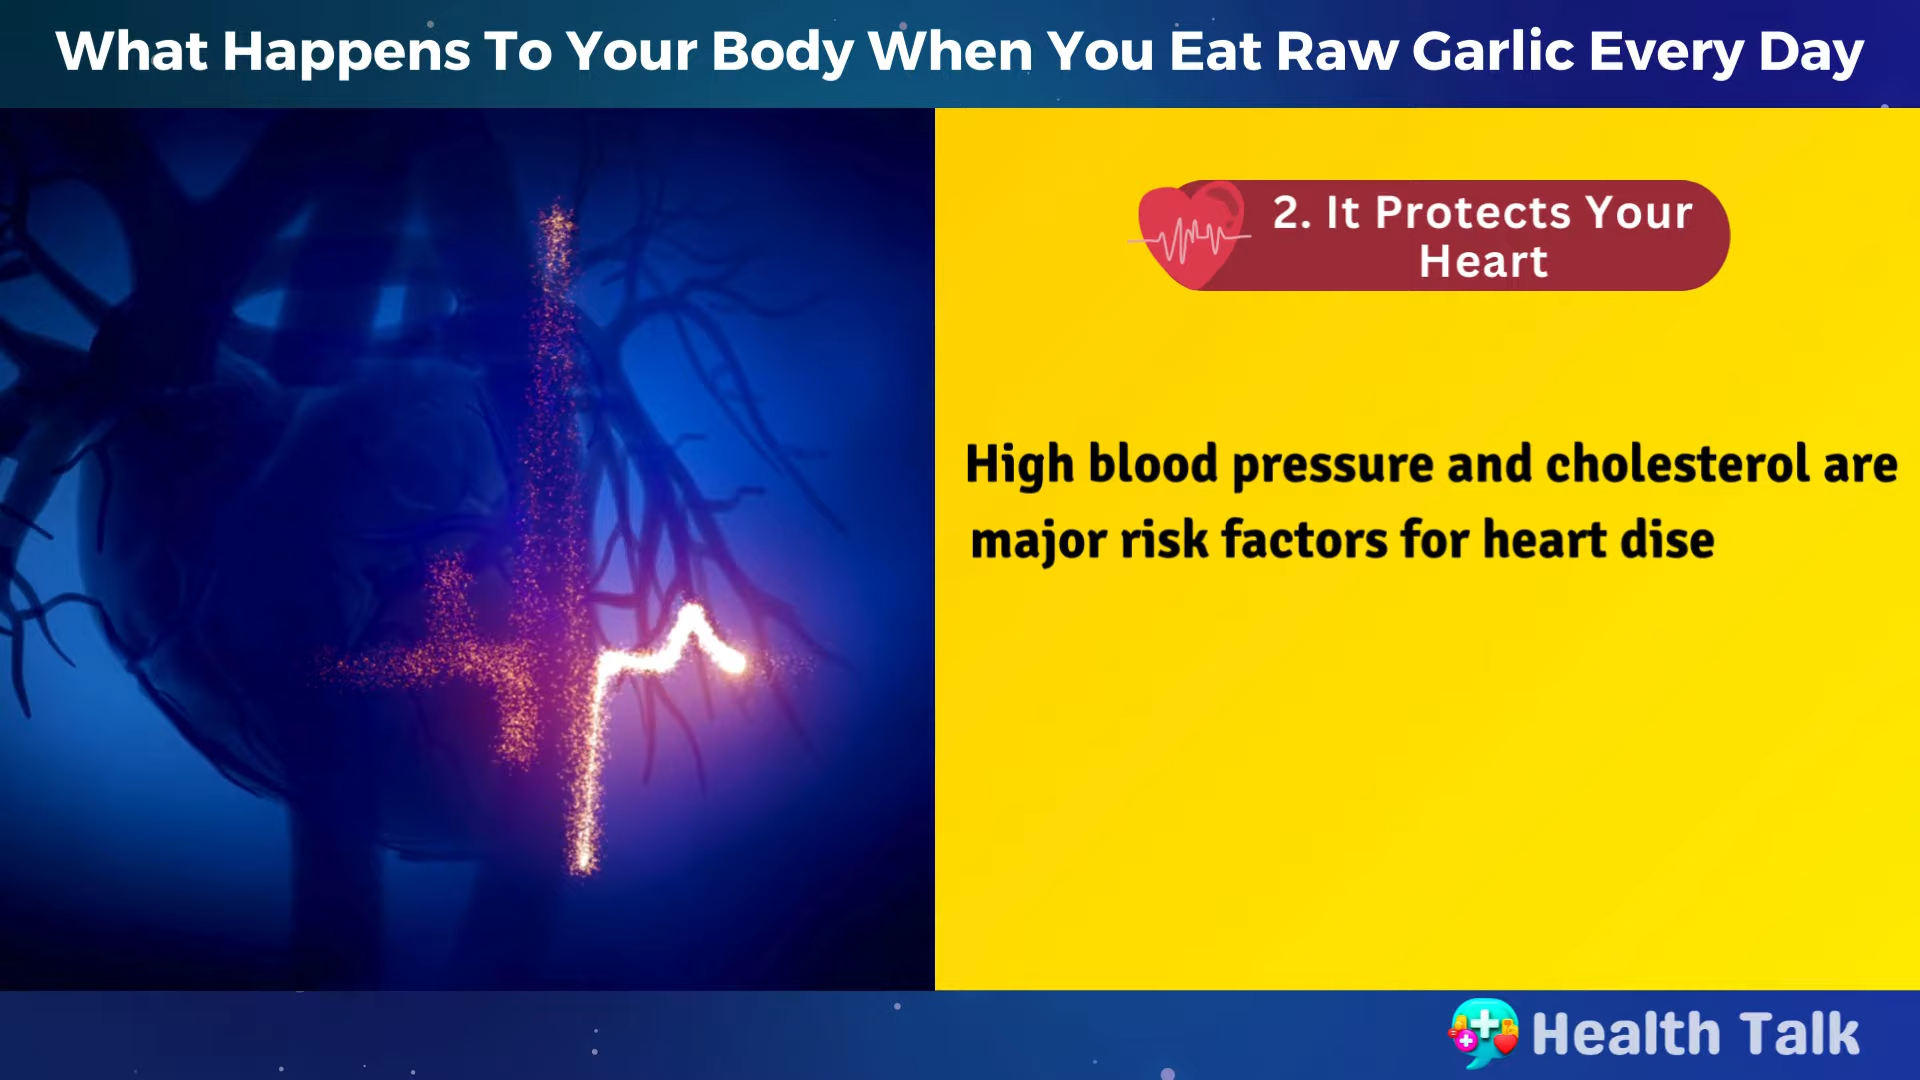 What Happens To Your Body When You Eat Raw Garlic Every Day
2. It Protects Your
Heart
High blood pressure and cholesterol are
major risk factors for heart dise
Health Talk